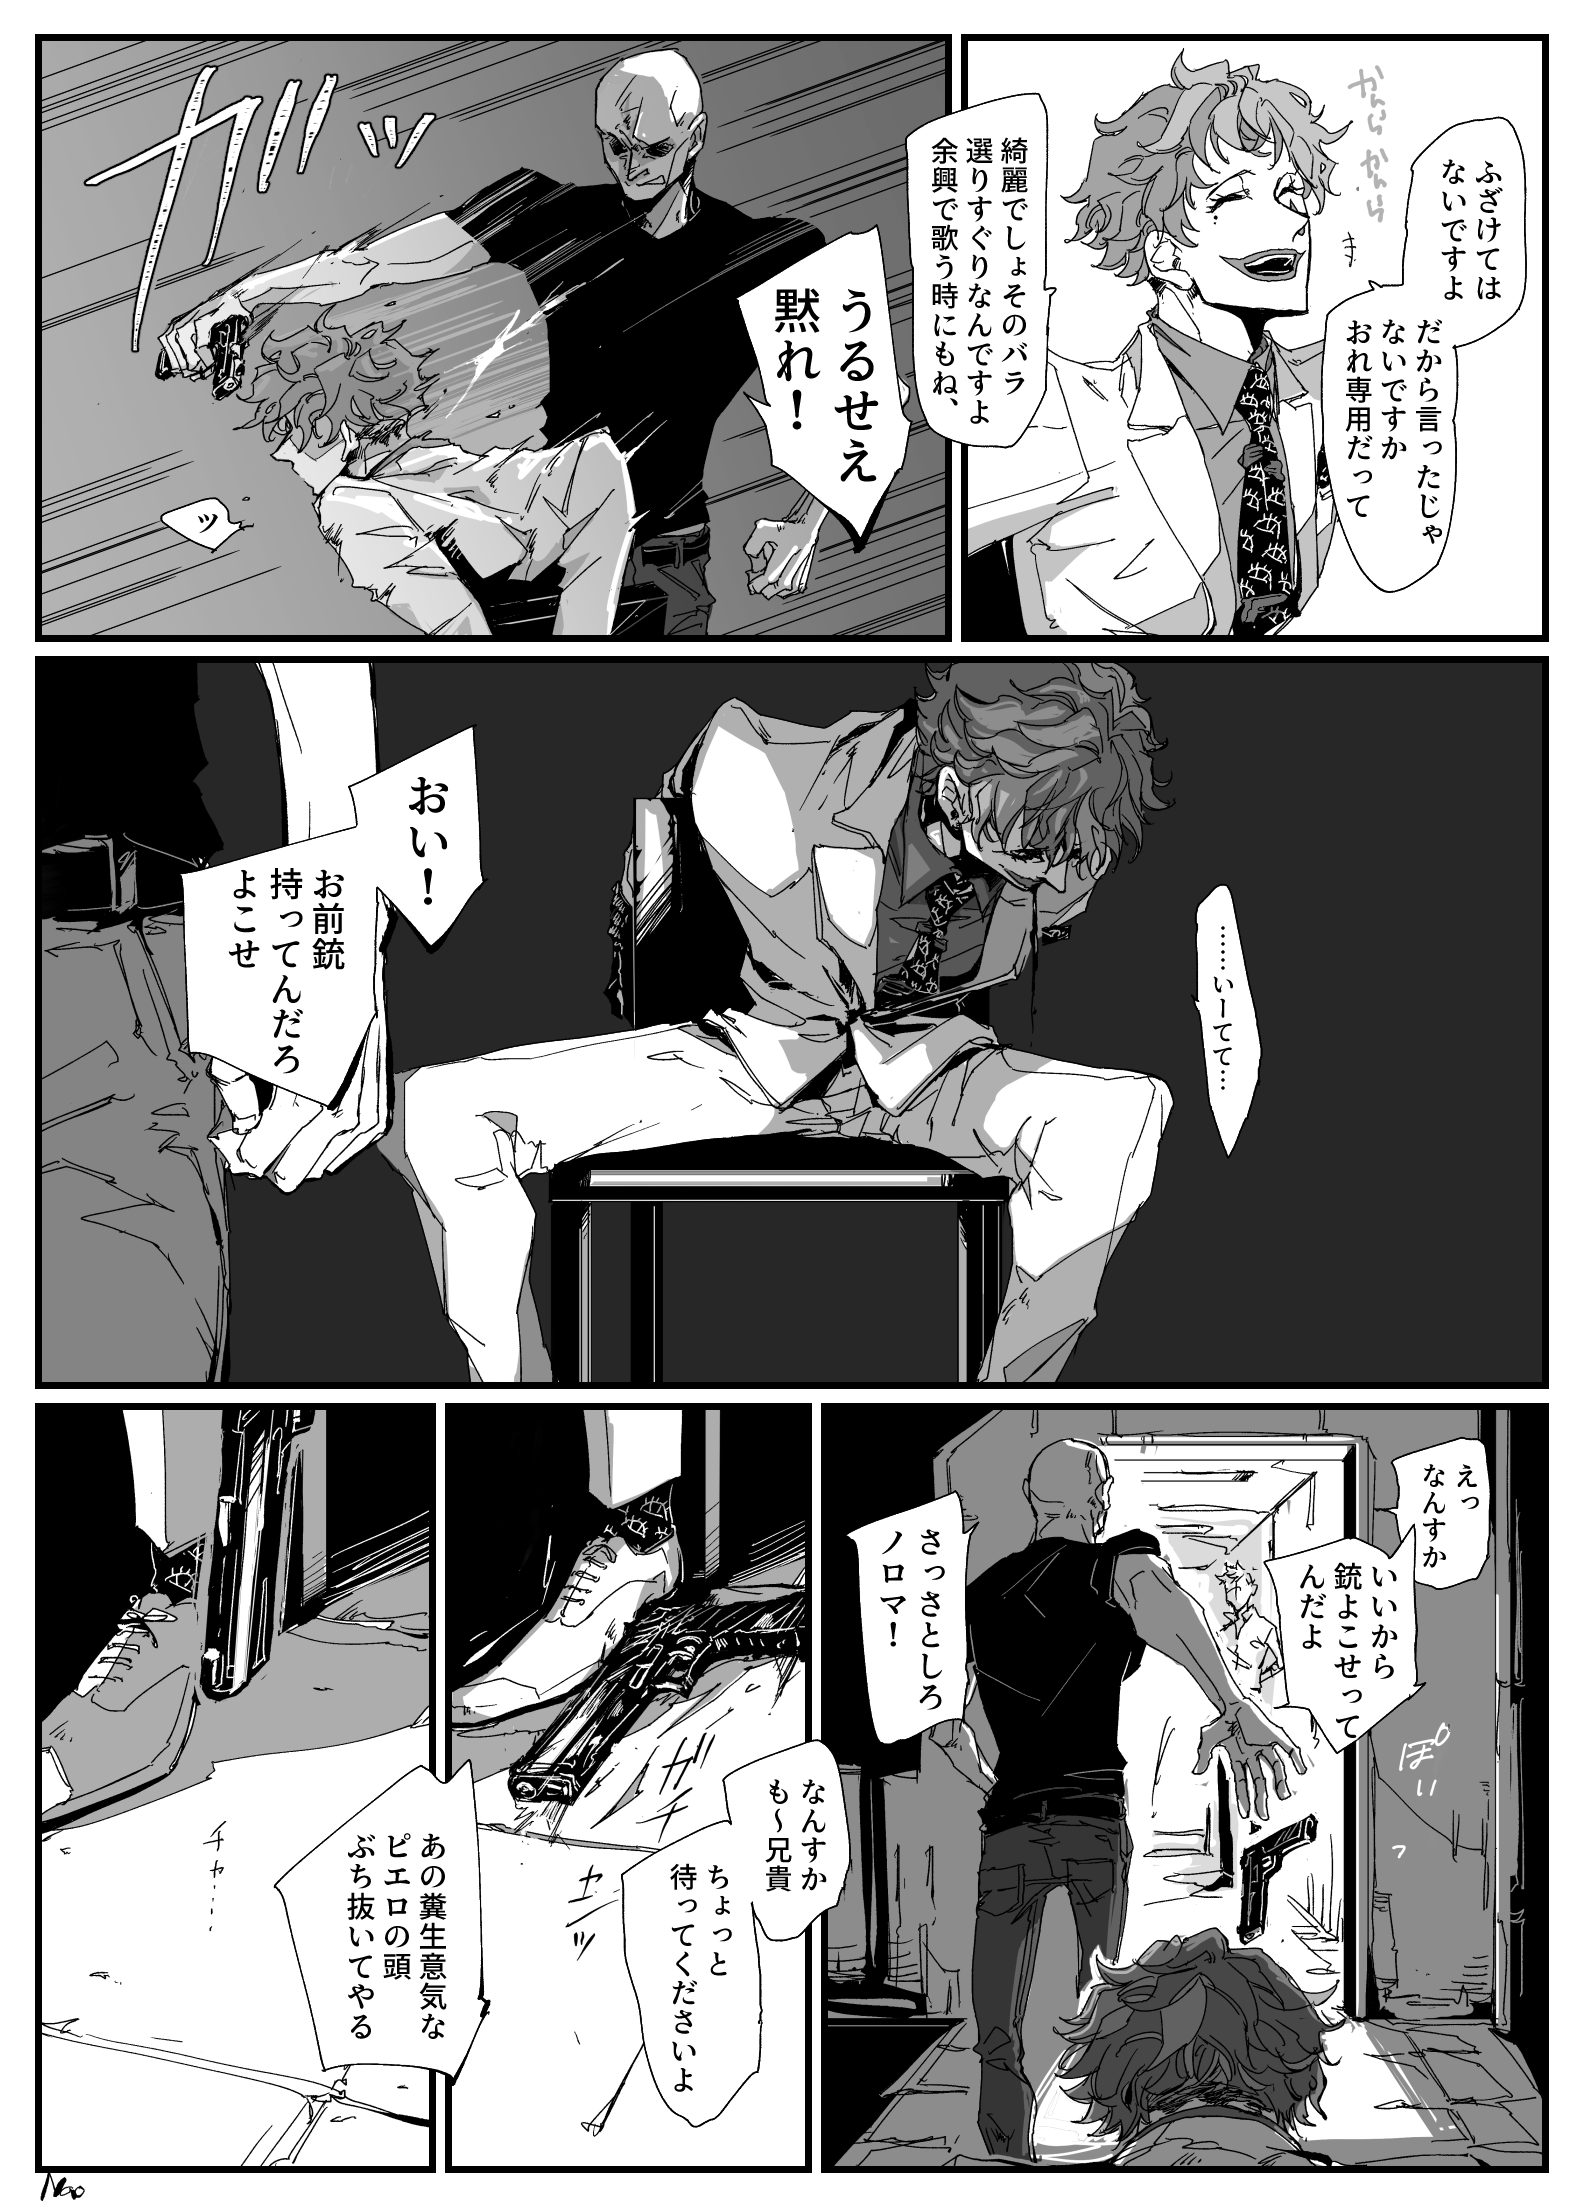 かんら
かんら
ふざけては
ないですよ
だから言ったじゃ
ないですか
おれ専用だって
綺麗でしょそのバラ
選りすぐりなんですよ
余興で歌う時にもね、
うるせえ
黙れ！
ガッ
ッ
……いーてて…
おい！
お前銃
持ってんだろ
よこせ
えっ
なんすか
いいから
銃よこせって
んだよ
さっさとしろ
ノロマ！
ぽい
っ
なんすか
も〜兄貴
ちょっと
待ってくださいよ
ガチ
ャッ
あの糞生意気な
ピエロの頭
ぶち抜いてやる
チャ…‥